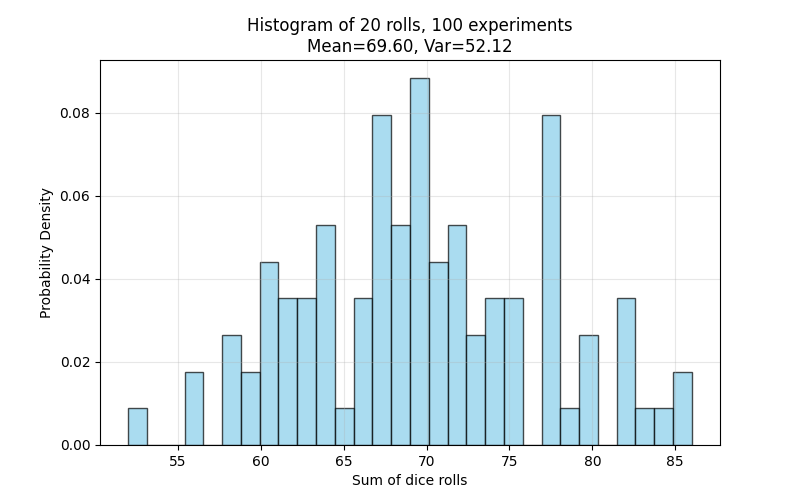 Histogram of 20 rolls, 100 experiments
Mean=69.60, Var=52.12
Probability Density
0.08
0.06
0.04
0.02
0.00
55 60 65 70 75 80 85
Sum of dice rolls